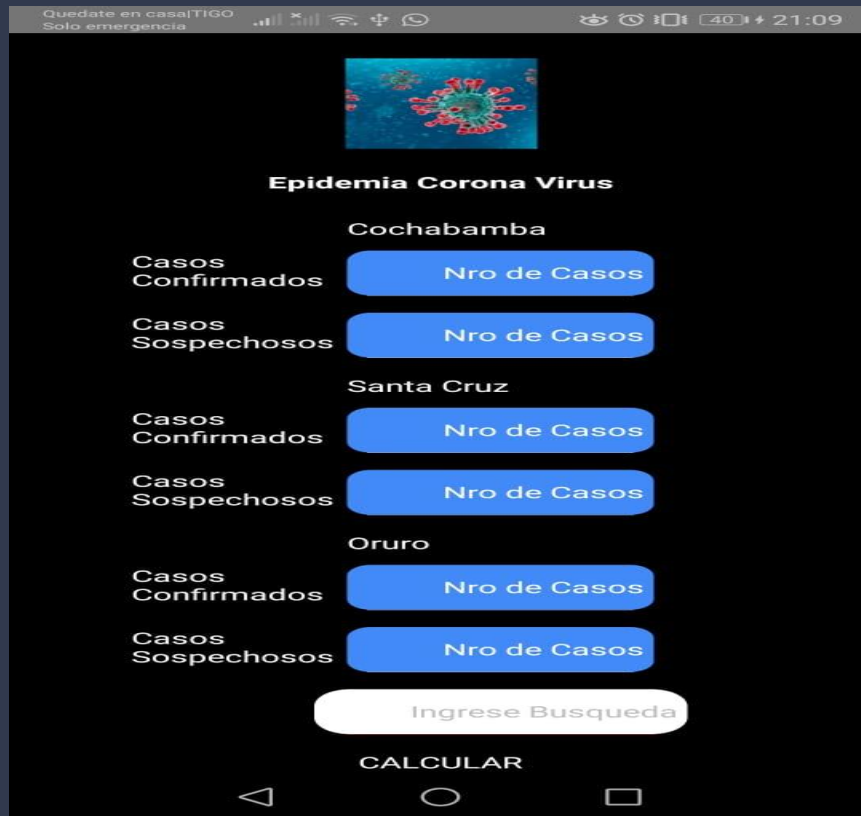 Quedate en casa|TIGO
Solo emergencia
40
21:09
Epidemia Corona Virus
Cochabamba
Casos
Confirmados
Nro de Casos
Casos
Sospechosos
Nro de Casos
Santa Cruz
Casos
Confirmados
Nro de Casos
Casos
Sospechosos
Nro de Casos
Oruro
Casos
Confirmados
Nro de Casos
Casos
Sospechosos
Nro de Casos
Ingrese Busqueda
CALCULAR